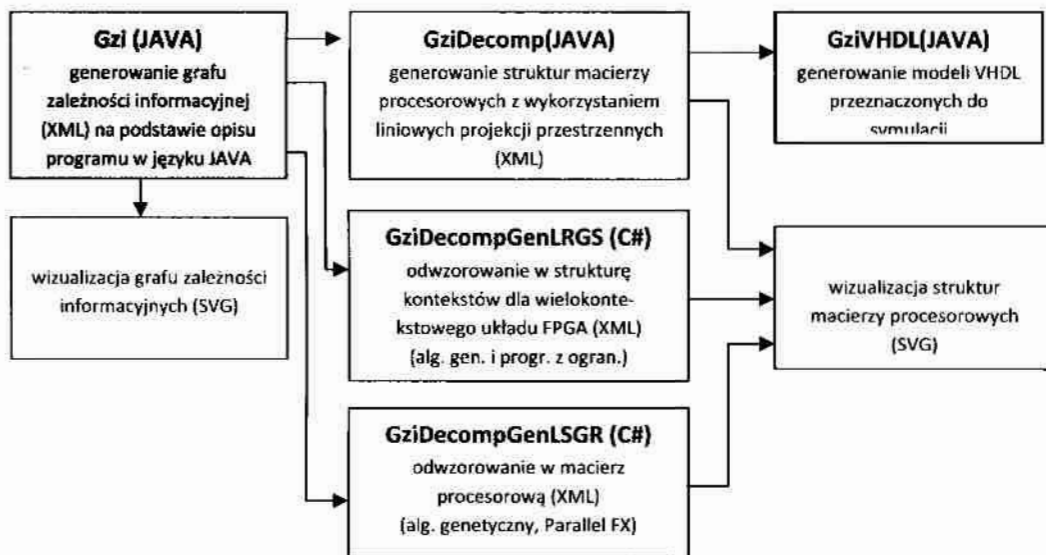 Gzi (JAVA)
generowanie grafu
zależności informacyjnej
(XML) na podstawie opisu
programu w języku JAVA
wizualizacja grafu zależności
informacyjnych (SVG)
GziDecomp(JAVA)
generowanie struktur macierzy
procesorowych z wykorzystaniem
liniowych projekcji przestrzennych
(XML)
GziDecompGenLRGS (C#)
odwzorowanie w strukturę
kontekstów dla wielokonte-
kstowego układu FPGA (XML)
(alg. gen. i progr. z ogran.)
GziDecompGenLSGR (C#)
odwzorowanie w macierz
procesorową (XML)
(alg. genetyczny, Parallel FX)
GziVHDL(JAVA)
generowanie modeli VHDL
przeznaczonych do
symulacji
wizualizacja struktur
macierzy procesorowych
(SVG)